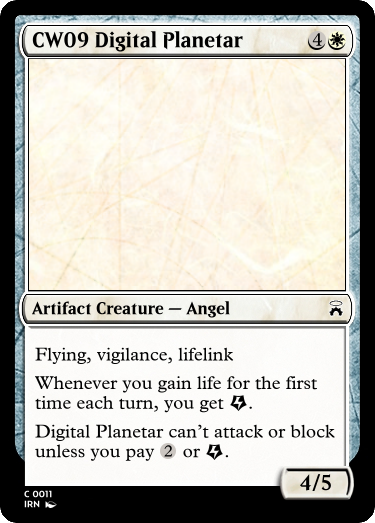 CW09 Digital Planetar 4
Artifact Creature — Angel
Flying, vigilance, lifelink
Whenever you gain life for the first
time each turn, you get .
Digital Planetar can't attack or block
unless you pay 2 or .
4/5
C 0011
IRN